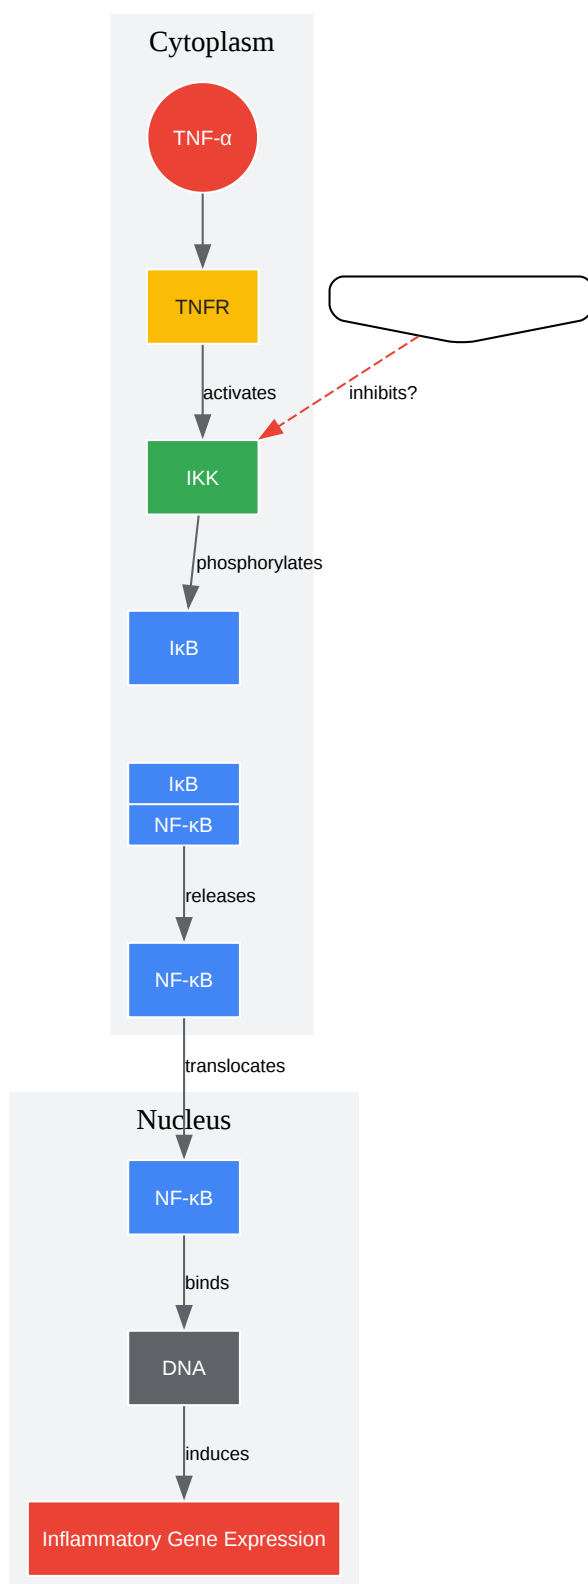 Cytoplasm
TNF-α
TNFR
activates
inhibits?
IKK
phosphorylates
IκB
IκB
NF-κB
releases
NF-κB
translocates
Nucleus
NF-κB
binds
DNA
induces
Inflammatory Gene Expression